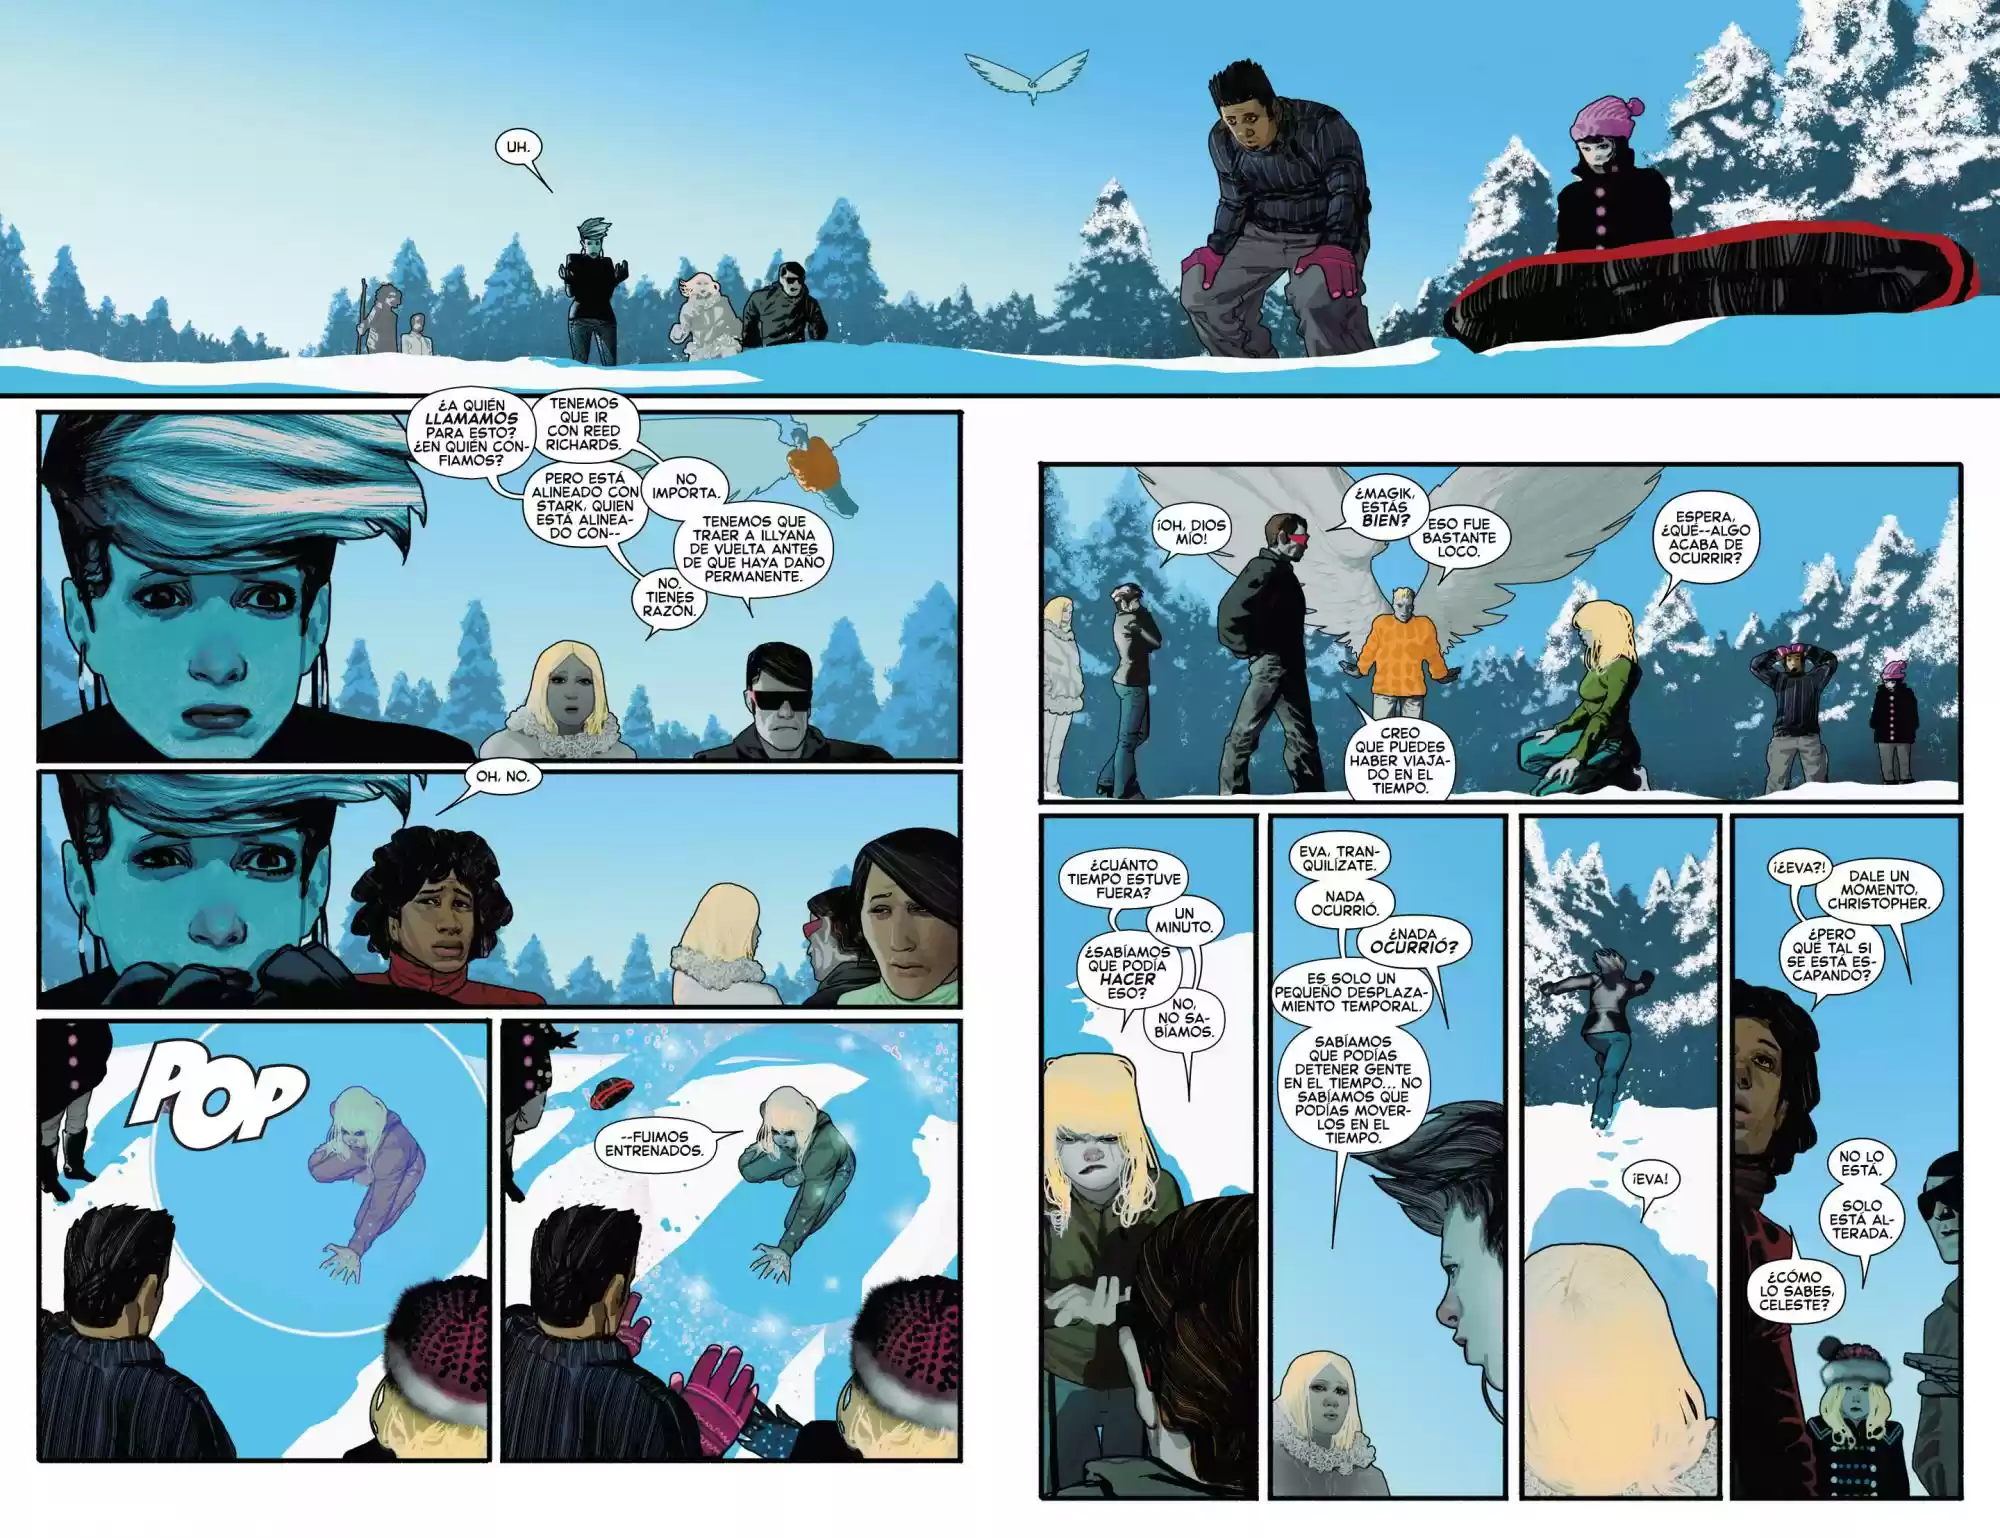 UH.
¿A QUIÉN
LLAMAMOS
PARA ESTO?
¿EN QUIÉN CON-
FIAMOS?
TENEMOS
QUE IR
CON REED
RICHARDS.
PERO ESTÁ
ALINEADO CON
STARK, QUIEN
ESTÁ ALINEA-
DO CON--
NO
IMPORTA.
TENEMOS QUE
TRAER A ILLYANA
DE VUELTA ANTES
DE QUE HAYA DAÑO
PERMANENTE.
NO.
TIENES
RAZÓN.
OH, NO.
POP
--FUIMOS
ENTRENADOS.
¡OH, DIOS
MÍO!
¿MAGIK,
ESTÁS
BIEN?
ESO FUE
BASTANTE
LOCO.
ESPERA,
¿QUÉ--ALGO
ACABA DE
OCURRIR?
CREO
QUE PUEDES
HABER VIAJA-
DO EN EL
TIEMPO.
¿CUÁNTO
TIEMPO ESTUVE
FUERA?
UN
MINUTO.
¿SABÍAMOS
QUE PODÍA
HACER
ESO?
NO,
NO SA-
BÍAMOS.
EVA, TRAN-
QUILÍZATE.
NADA
OCURRIÓ.
¿NADA
OCURRIÓ?
ES SOLO UN
PEQUEÑO DESPLAZA-
MIENTO TEMPORAL.
SABÍAMOS
QUE PODÍAS
DETENER GENTE
EN EL TIEMPO... NO
SABÍAMOS QUE
PODÍAS MOVER-
LOS EN EL
TIEMPO.
¡EVA!
¡¿EVA?!
DALE UN
MOMENTO,
CHRISTOPHER.
¿PERO
QUE TAL SI
SE ESTÁ ES-
CAPANDO?
NO LO
ESTÁ.
SOLO
ESTÁ AL-
TERADA.
¿CÓMO
LO SABES,
CELESTE?